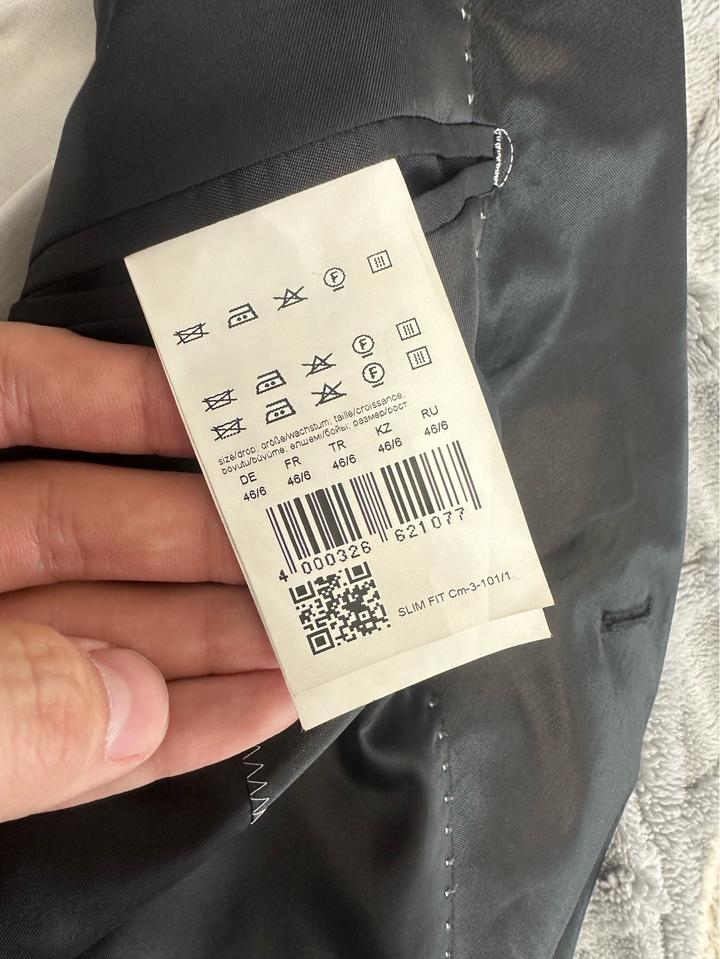 size/drop; größe/wachstum; taille/croissance;
boyutu/büyüme; өлшемі/бойы; размер/рост
DE FR TR KZ RU
46/6 46/6 46/6 46/6 46/6
4 000326 621077
SLIM FIT Cm-3-101/1